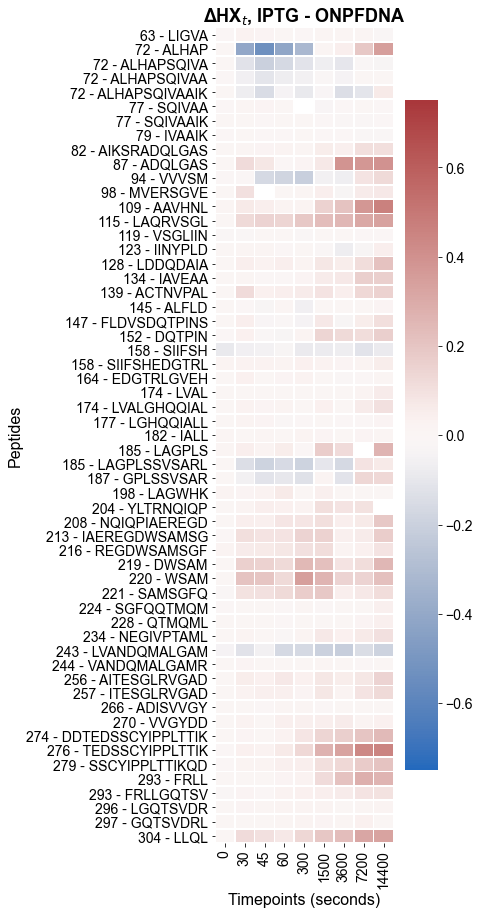 ΔHXt, IPTG - ONPFDNA
63 - LIGVA
72 - ALHAP
72 - ALHAPSQIVA
72 - ALHAPSQIVAA
72 - ALHAPSQIVAAIK
77 - SQIVAA
77 - SQIVAAIK
79 - IVAAIK
82 - AIKSRADQLGAS
87 - ADQLGAS
94 - VVVSM
98 - MVERSGVE
109 - AAVHNL
115 - LAQRVSGL
119 - VSGLIIN
123 - IINYPLD
128 - LDDQDAIA
134 - IAVEAA
139 - ACTNVPAL
145 - ALFLD
147 - FLDVSDQTPINS
152 - DQTPINS
158 - SIIFSH
158 - SIIFSHEDGTRL
164 - EDGTRLGVEH
174 - LVAL
174 - LVALGHQQIAL
177 - LGHQQIALL
182 - IALL
185 - LAGPLS
185 - LAGPLSSVSARL
187 - GPLSSVSAR
198 - LAGWHK
204 - YLTRNQIQP
208 - NQIQPIAEREGD
213 - IAEREGDWSAMSG
216 - REGDWSAMSGF
219 - DWSAM
220 - WSAM
221 - SAMSGFQ
224 - SGFQQTMQM
228 - QTMQML
234 - NEGIVPTAML
243 - LVANDQMALGAM
244 - VANDQMALGAMR
256 - AITESGLRVGAD
257 - ITESGLRVGAD
266 - ADISVVGY
270 - VVGYDD
274 - DDTEDSSCYIPPLTTIK
276 - TEDSSCYIPPLTTIK
279 - SSCYIPPLTTIKQD
293 - FRLL
293 - FRLLGQTSV
296 - LGQTSVDR
297 - GQTSVDRL
304 - LLQL
Peptides
0
30
45
60
300
1500
3600
7200
14400
Timepoints (seconds)
0.6
0.4
0.2
0.0
−0.2
−0.4
−0.6